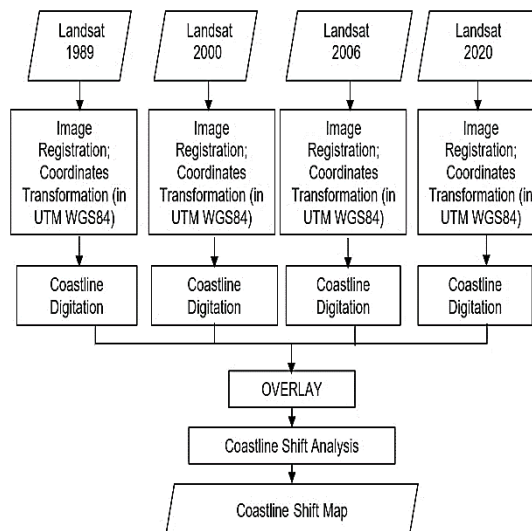 Landsat
1989
Landsat
2000
Landsat
2006
Landsat
2020
Image
Registration;
Coordinates
Transformation (in
UTM WGS84)
Image
Registration;
Coordinates
Transformation (in
UTM WGS84)
Image
Registration;
Coordinates
Transformation (in
UTM WGS84)
Image
Registration;
Coordinates
Transformation (in
UTM WGS84)
Coastline
Digitation
Coastline
Digitation
Coastline
Digitation
Coastline
Digitation
OVERLAY
Coastline Shift Analysis
Coastline Shift Map